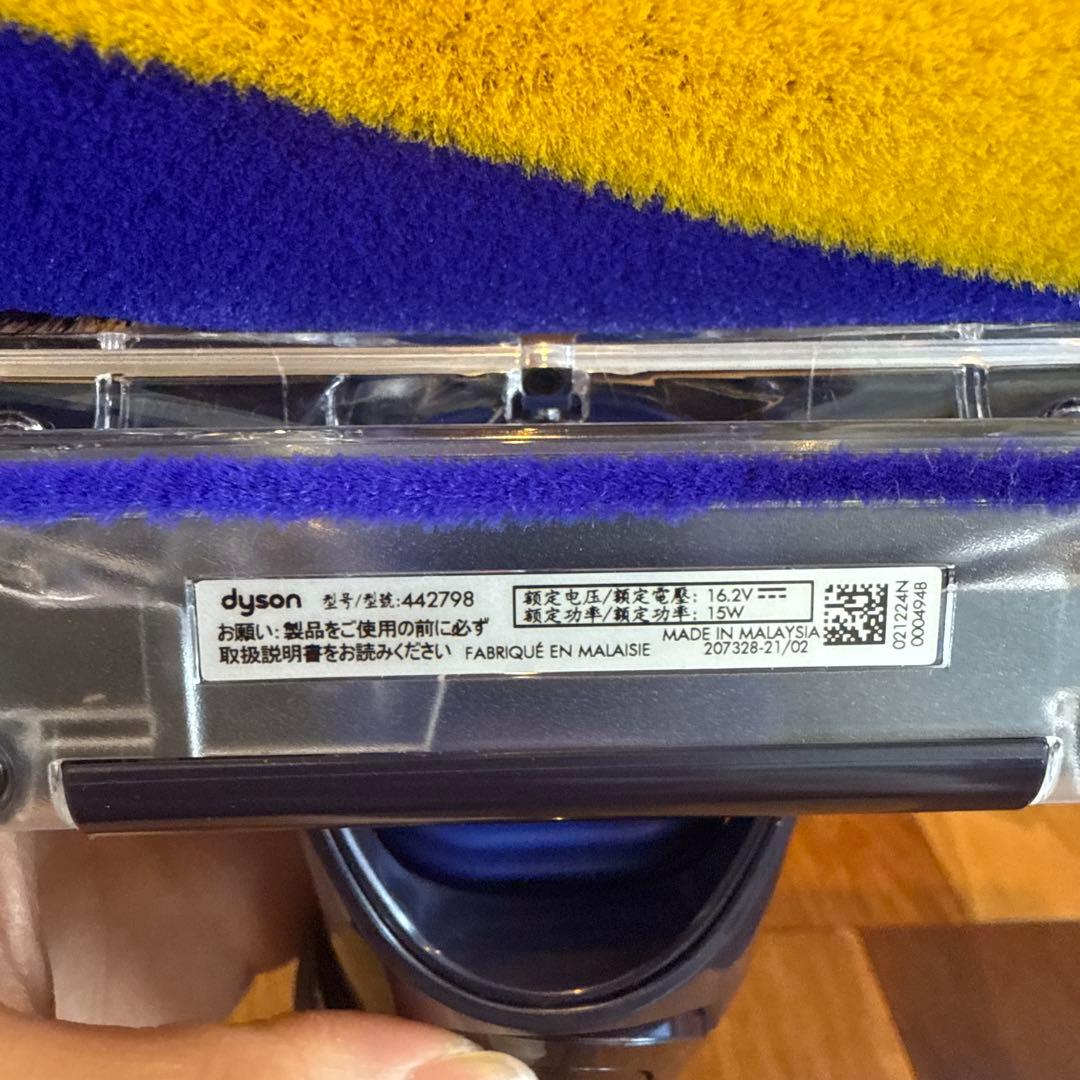 dyson 型号/型號:442798
お願い:製品をご使用の前に必ず
取扱説明書をお読みください FABRIQUÉ EN MALAISIE
额定电压/額定電壓: 16.2V
额定功率/額定功率: 15W
MADE IN MALAYSIA
207328-21/02
021224N
0004948